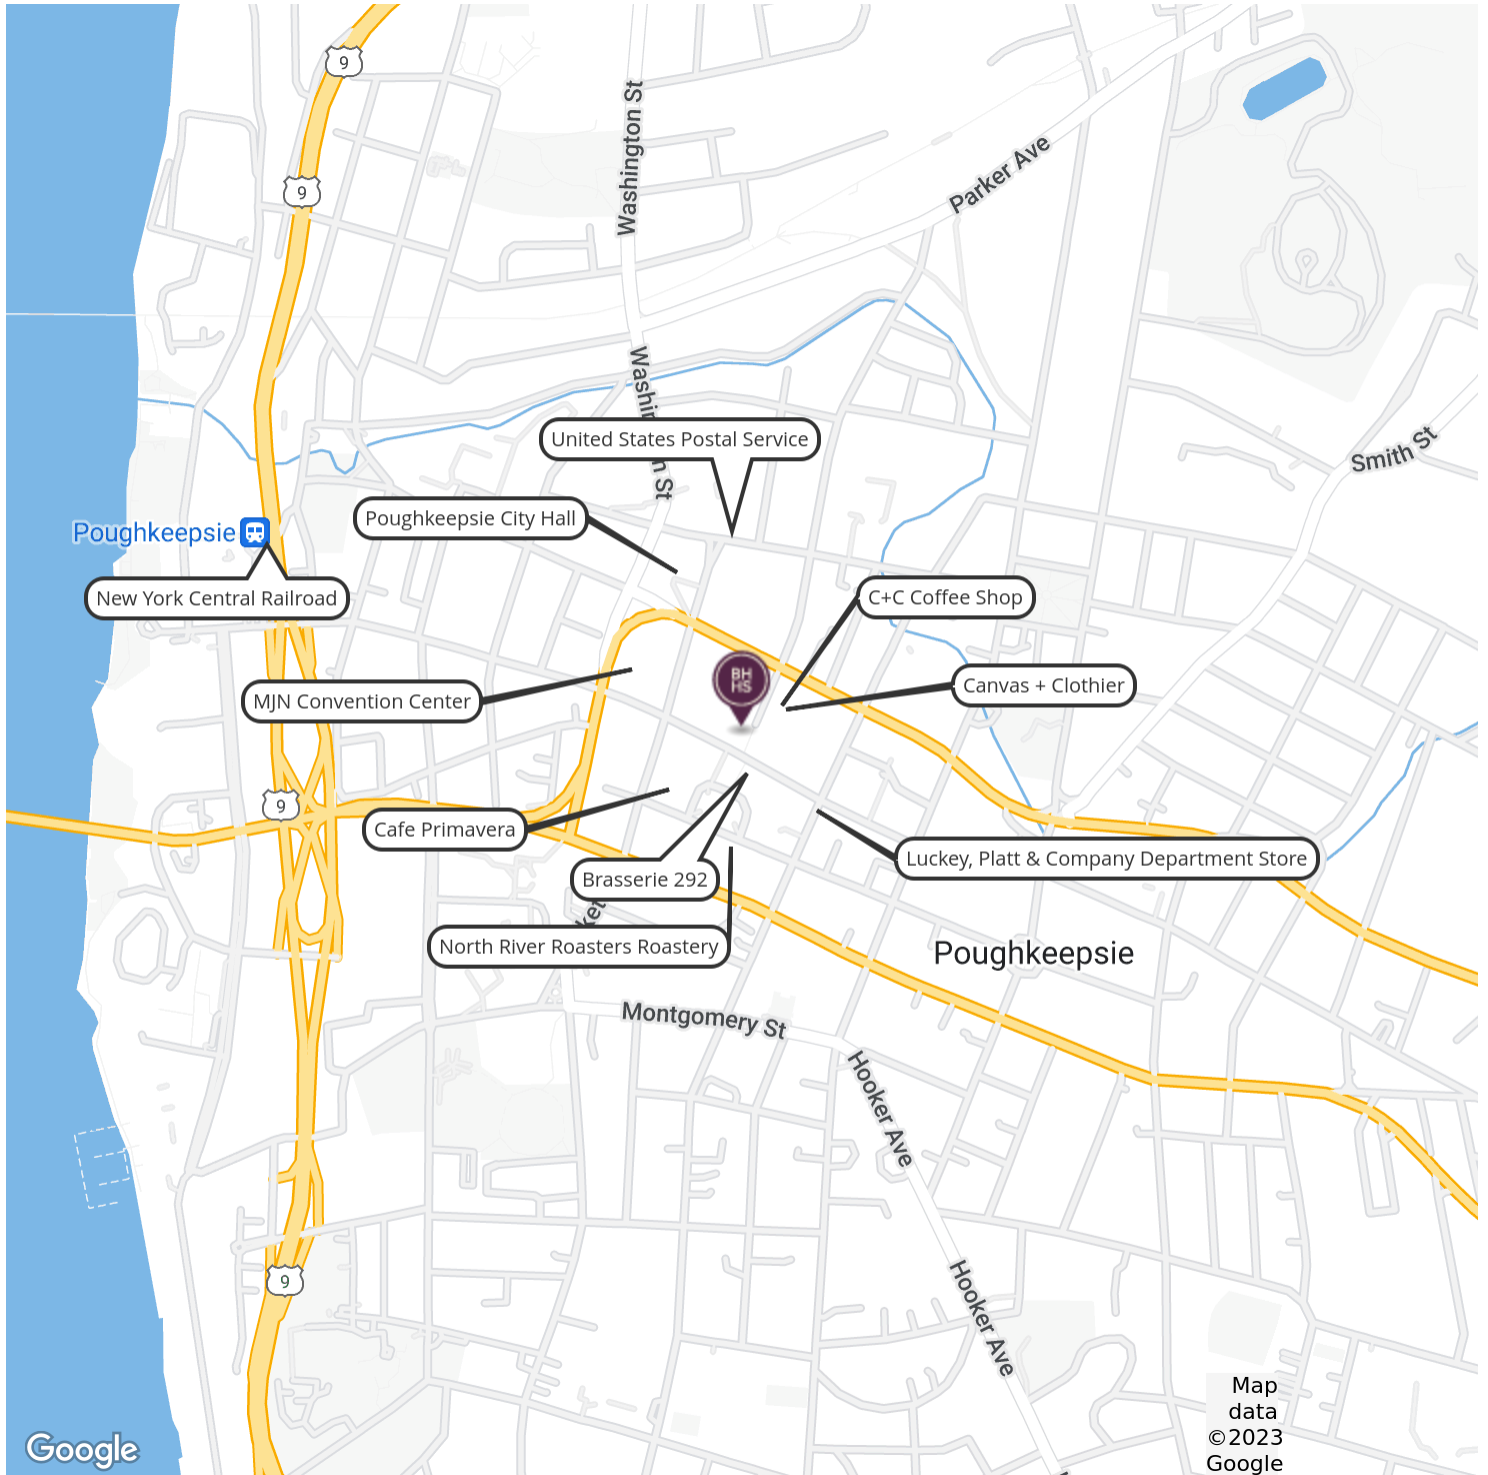 9
9
Washington St
Parker Ave
Smith St
United States Postal Service
Poughkeepsie City Hall
Poughkeepsie
New York Central Railroad
C+C Coffee Shop
BH
HS
Canvas + Clothier
MJN Convention Center
9
Cafe Primavera
Luckey, Platt & Company Department Store
Brasserie 292
North River Roasters Roastery
Poughkeepsie
Montgomery St
Hooker Ave
9
Hooker Ave
Map
data
©2023
Google
Google